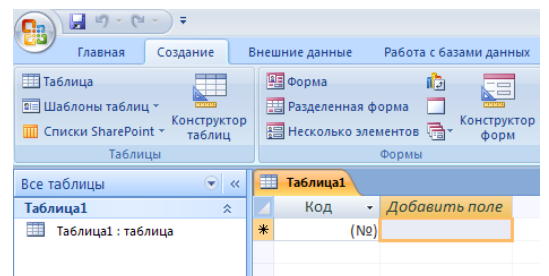 Главная Создание Внешние данные Работа с базами данных
Таблица
Шаблоны таблиц
Списки SharePoint
Конструктор таблиц
Таблицы
Форма
Разделенная форма
Несколько элементов
Конструктор форм
Формы
Все таблицы
Таблица1
Таблица1 : таблица
Таблица1
Код Добавить поле
(№)